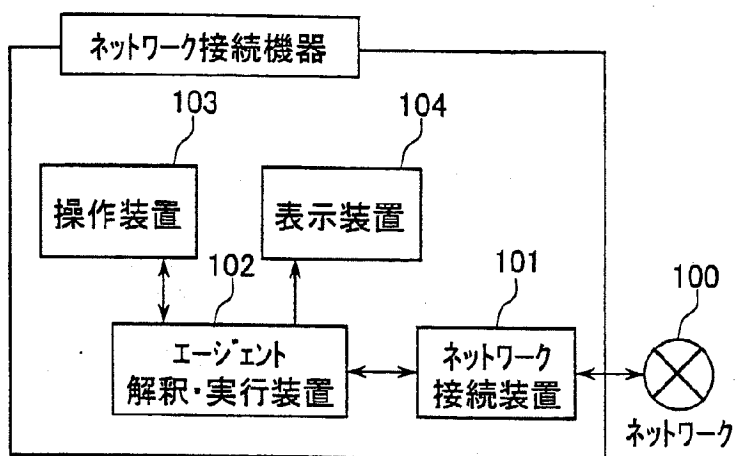 ネットワーク接続機器
103
104
操作装置
表示装置
102
101
100
エージェント
解釈・実行装置
ネットワーク
接続装置
ネットワーク